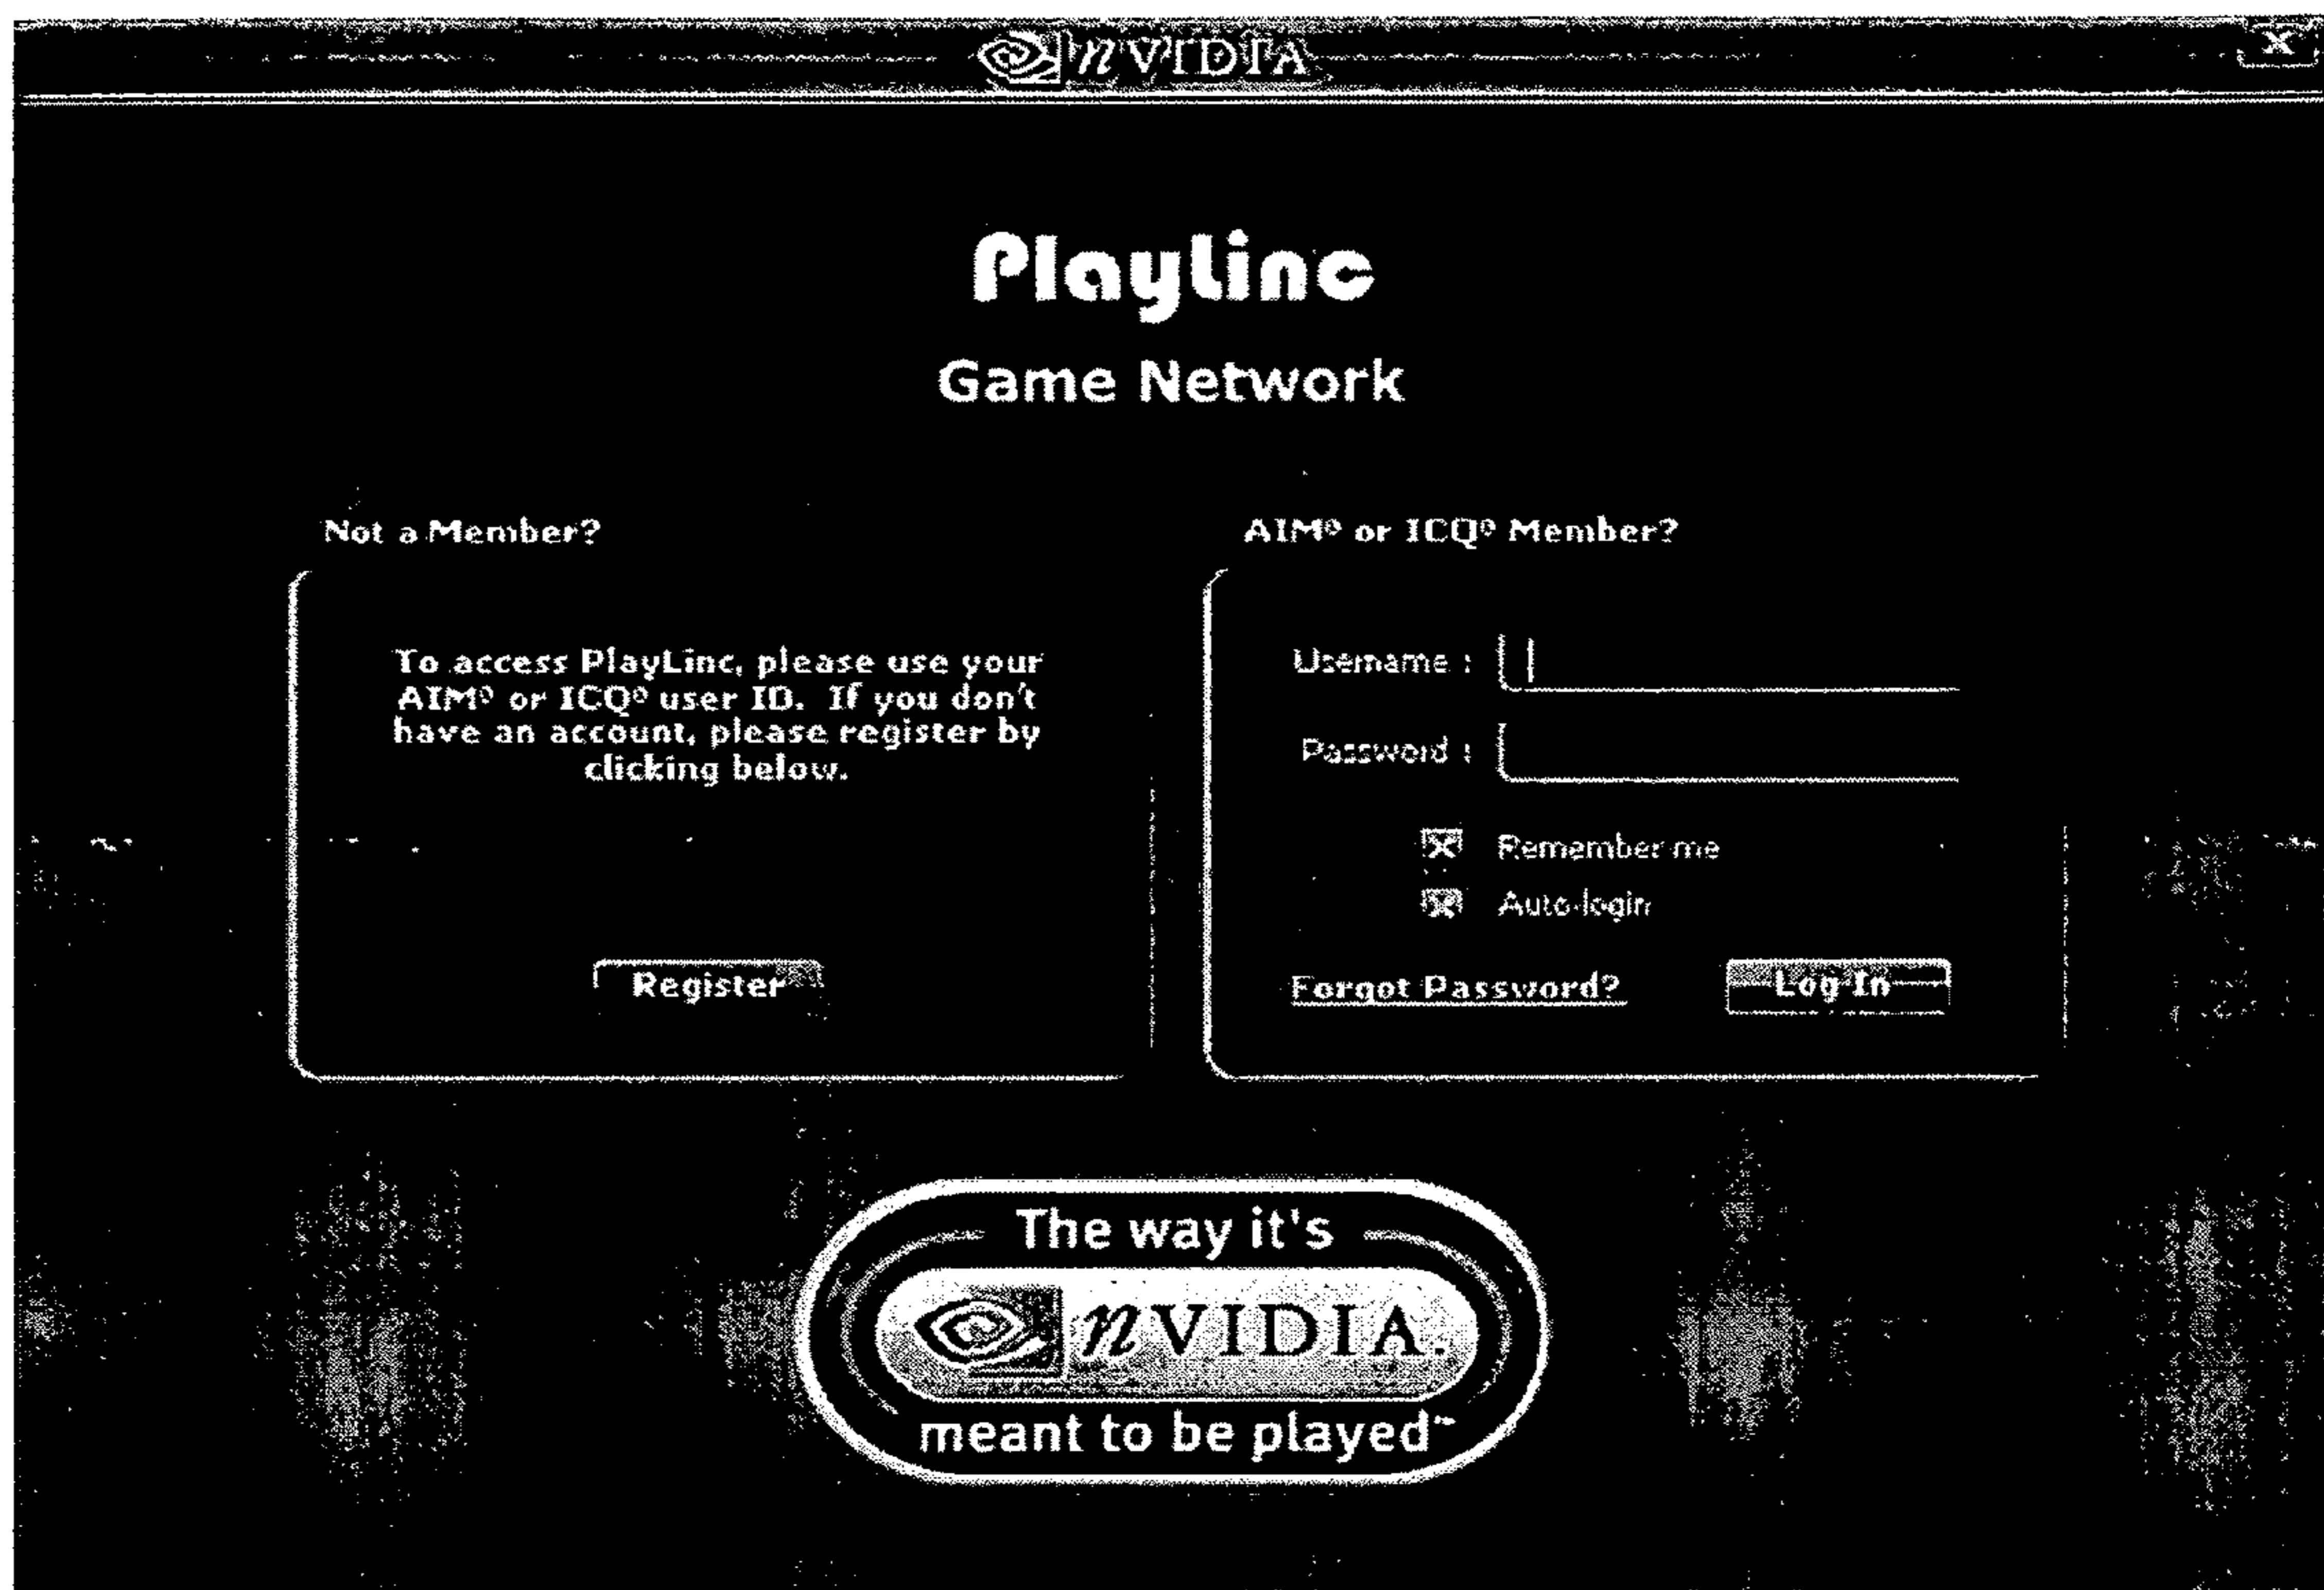 nVIDIA
X
PlayLinc
Game Network
Not a Member?
To access PlayLinc, please use your
AIM® or ICQ® user ID. If you don't
have an account, please register by
clicking below.
Register
AIM® or ICQ® Member?
Username :
Password :
Remember me
Auto-login
Forgot Password?
Log In
The way it's
nVIDIA.
meant to be played™